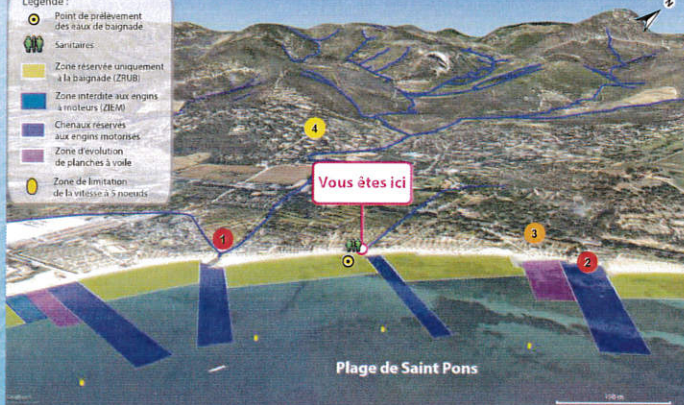 Légende :
Point de prélèvement
des eaux de baignade
Sanitaires
Zone réservée uniquement
à la baignade (ZRUB)
Zone interdite aux engins
à moteurs (ZIEM)
Chenaux réservés
aux engins motorisés
Zone d'évolution
de planches à voile
Zone de limitation
de la vitesse à 5 noeuds
N
4
Vous êtes ici
1
3
2
Plage de Saint Pons